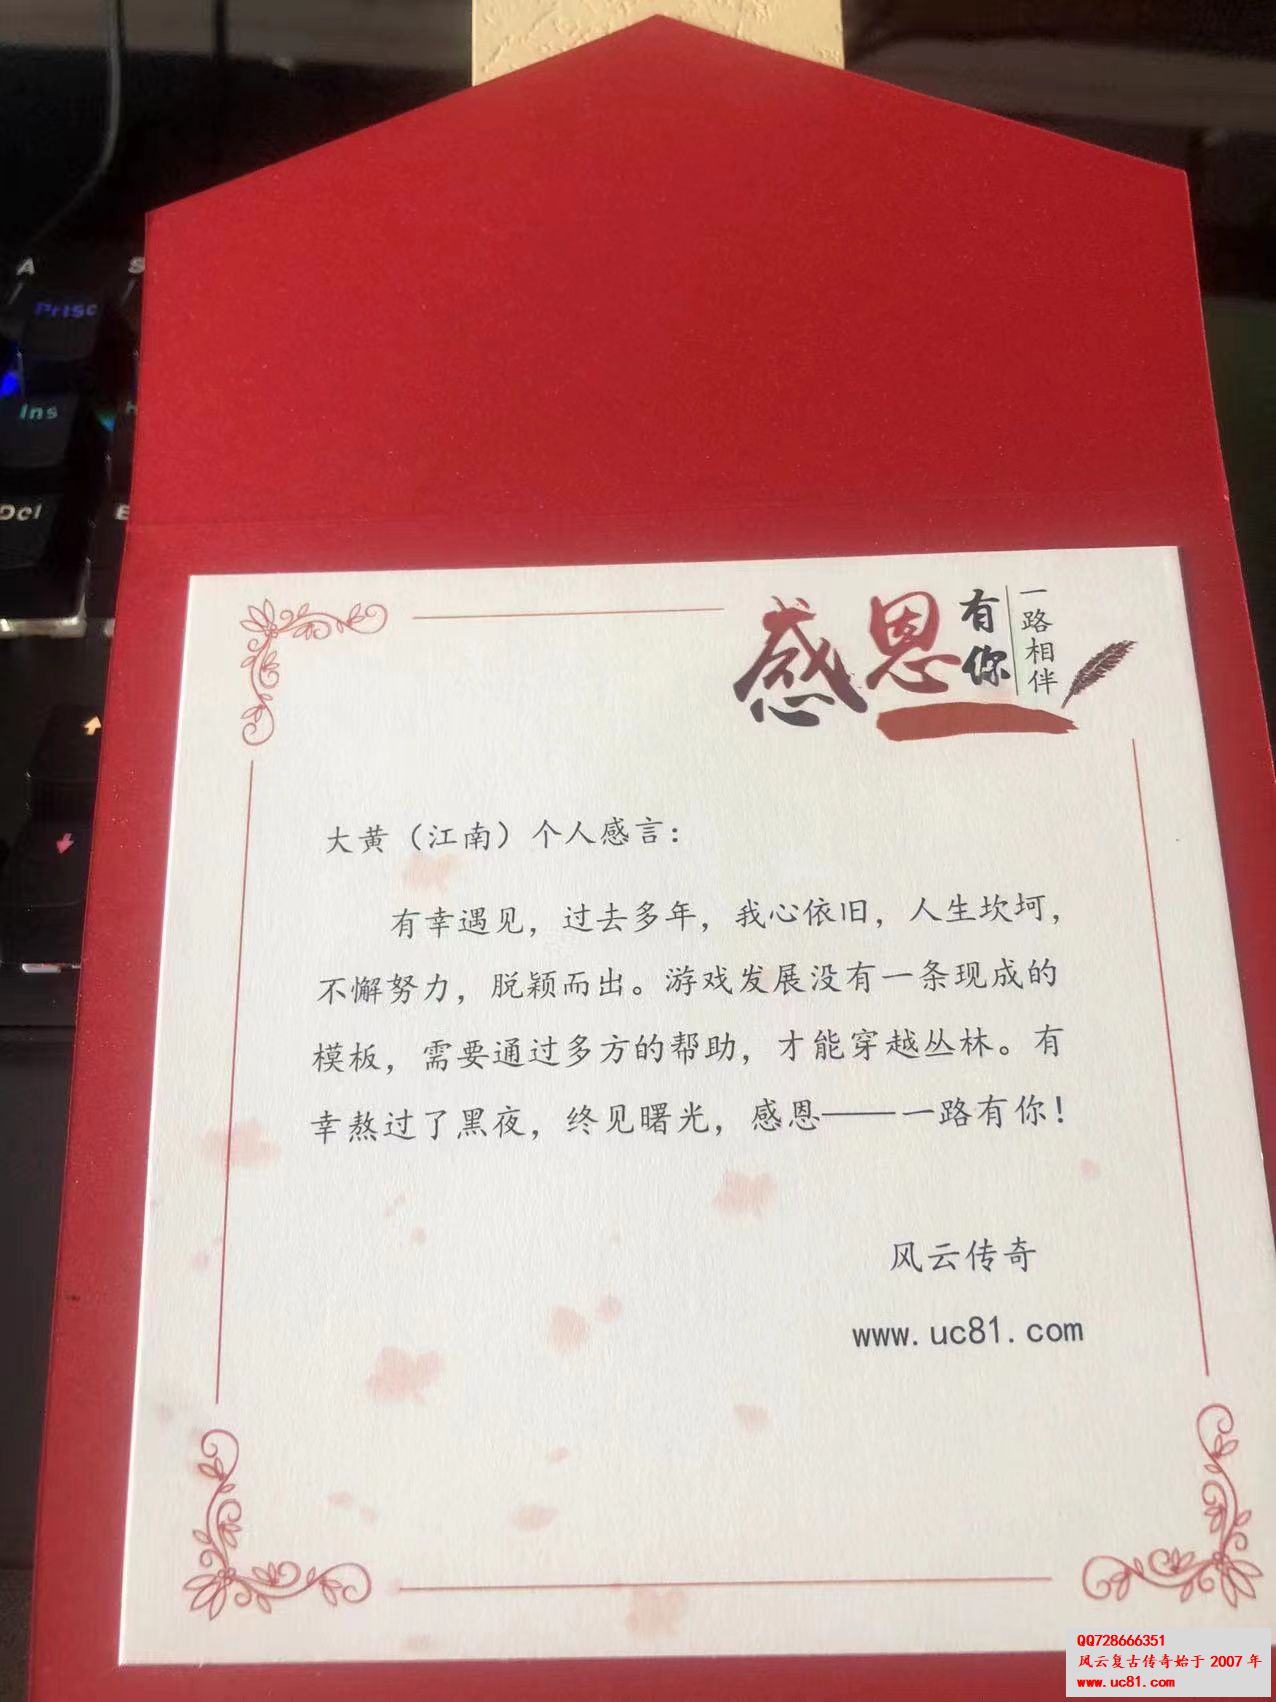 A
S
Prtsc
Ins
Del
感恩
有你
一路相伴
大黄（江南）个人感言：
有幸遇见，过去多年，我心依旧，人生坎坷，
不懈努力，脱颖而出。游戏发展没有一条现成的
模板，需要通过多方的帮助，才能穿越丛林。有
幸熬过了黑夜，终见曙光，感恩——一路有你！
风云传奇
www.uc81.com
QQ728666351
风云复古传奇始于2007年
www.uc81.com